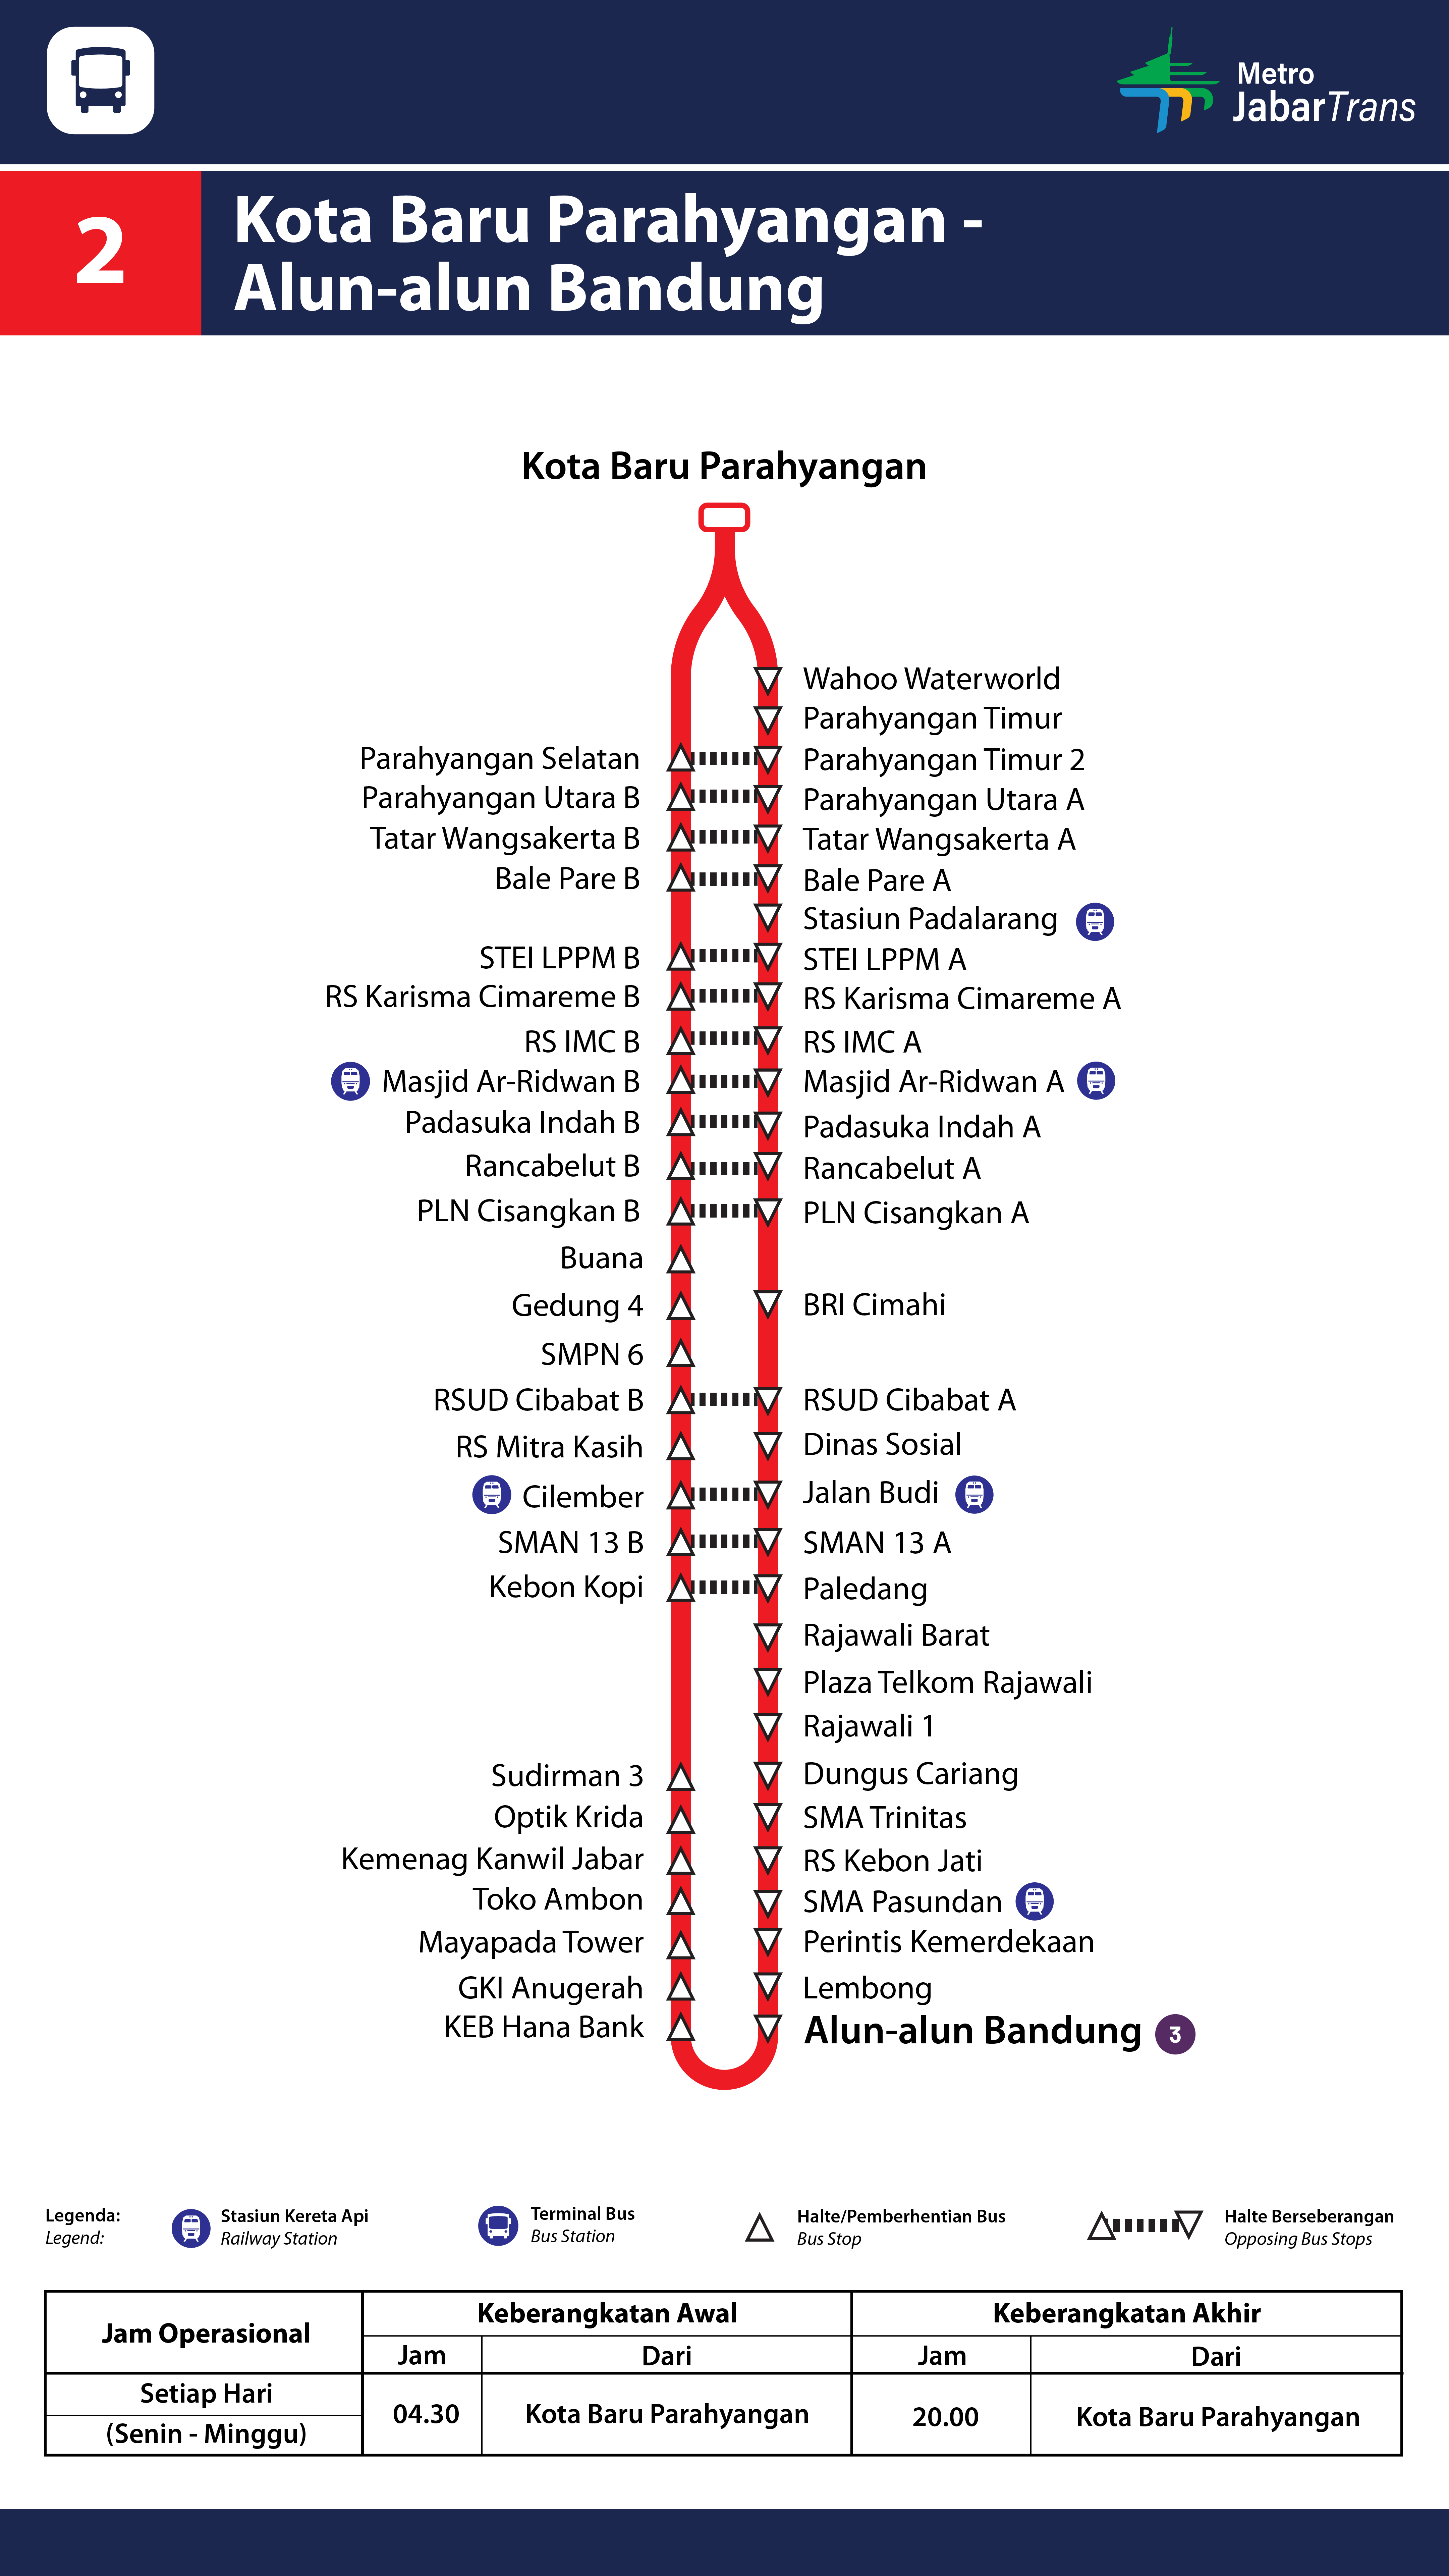 Metro
JabarTrans
2
Kota Baru Parahyangan -
Alun-alun Bandung
Kota Baru Parahyangan
Wahoo Waterworld
Parahyangan Timur
Parahyangan Selatan
Parahyangan Timur 2
Parahyangan Utara B
Parahyangan Utara A
Tatar Wangsakerta B
Tatar Wangsakerta A
Bale Pare B
Bale Pare A
Stasiun Padalarang
STEI LPPM B
STEI LPPM A
RS Karisma Cimareme B
RS Karisma Cimareme A
RS IMC B
RS IMC A
Masjid Ar-Ridwan B
Masjid Ar-Ridwan A
Padasuka Indah B
Padasuka Indah A
Rancabelut B
Rancabelut A
PLN Cisangkan B
PLN Cisangkan A
Buana
Gedung 4
BRI Cimahi
SMPN 6
RSUD Cibabat B
RSUD Cibabat A
RS Mitra Kasih
Dinas Sosial
Cilember
Jalan Budi
SMAN 13 B
SMAN 13 A
Kebon Kopi
Paledang
Rajawali Barat
Plaza Telkom Rajawali
Rajawali 1
Sudirman 3
Dungus Cariang
Optik Krida
SMA Trinitas
Kemenag Kanwil Jabar
RS Kebon Jati
Toko Ambon
SMA Pasundan
Mayapada Tower
Perintis Kemerdekaan
GKI Anugerah
Lembong
KEB Hana Bank
Alun-alun Bandung 3
Legenda:
Legend:
Stasiun Kereta Api
Railway Station
Terminal Bus
Bus Station
Halte/Pemberhentian Bus
Bus Stop
Halte Berseberangan
Opposing Bus Stops
Jam Operasional
Keberangkatan Awal
Keberangkatan Akhir
Jam
Dari
Jam
Dari
Setiap Hari
(Senin - Minggu)
04.30
Kota Baru Parahyangan
20.00
Kota Baru Parahyangan